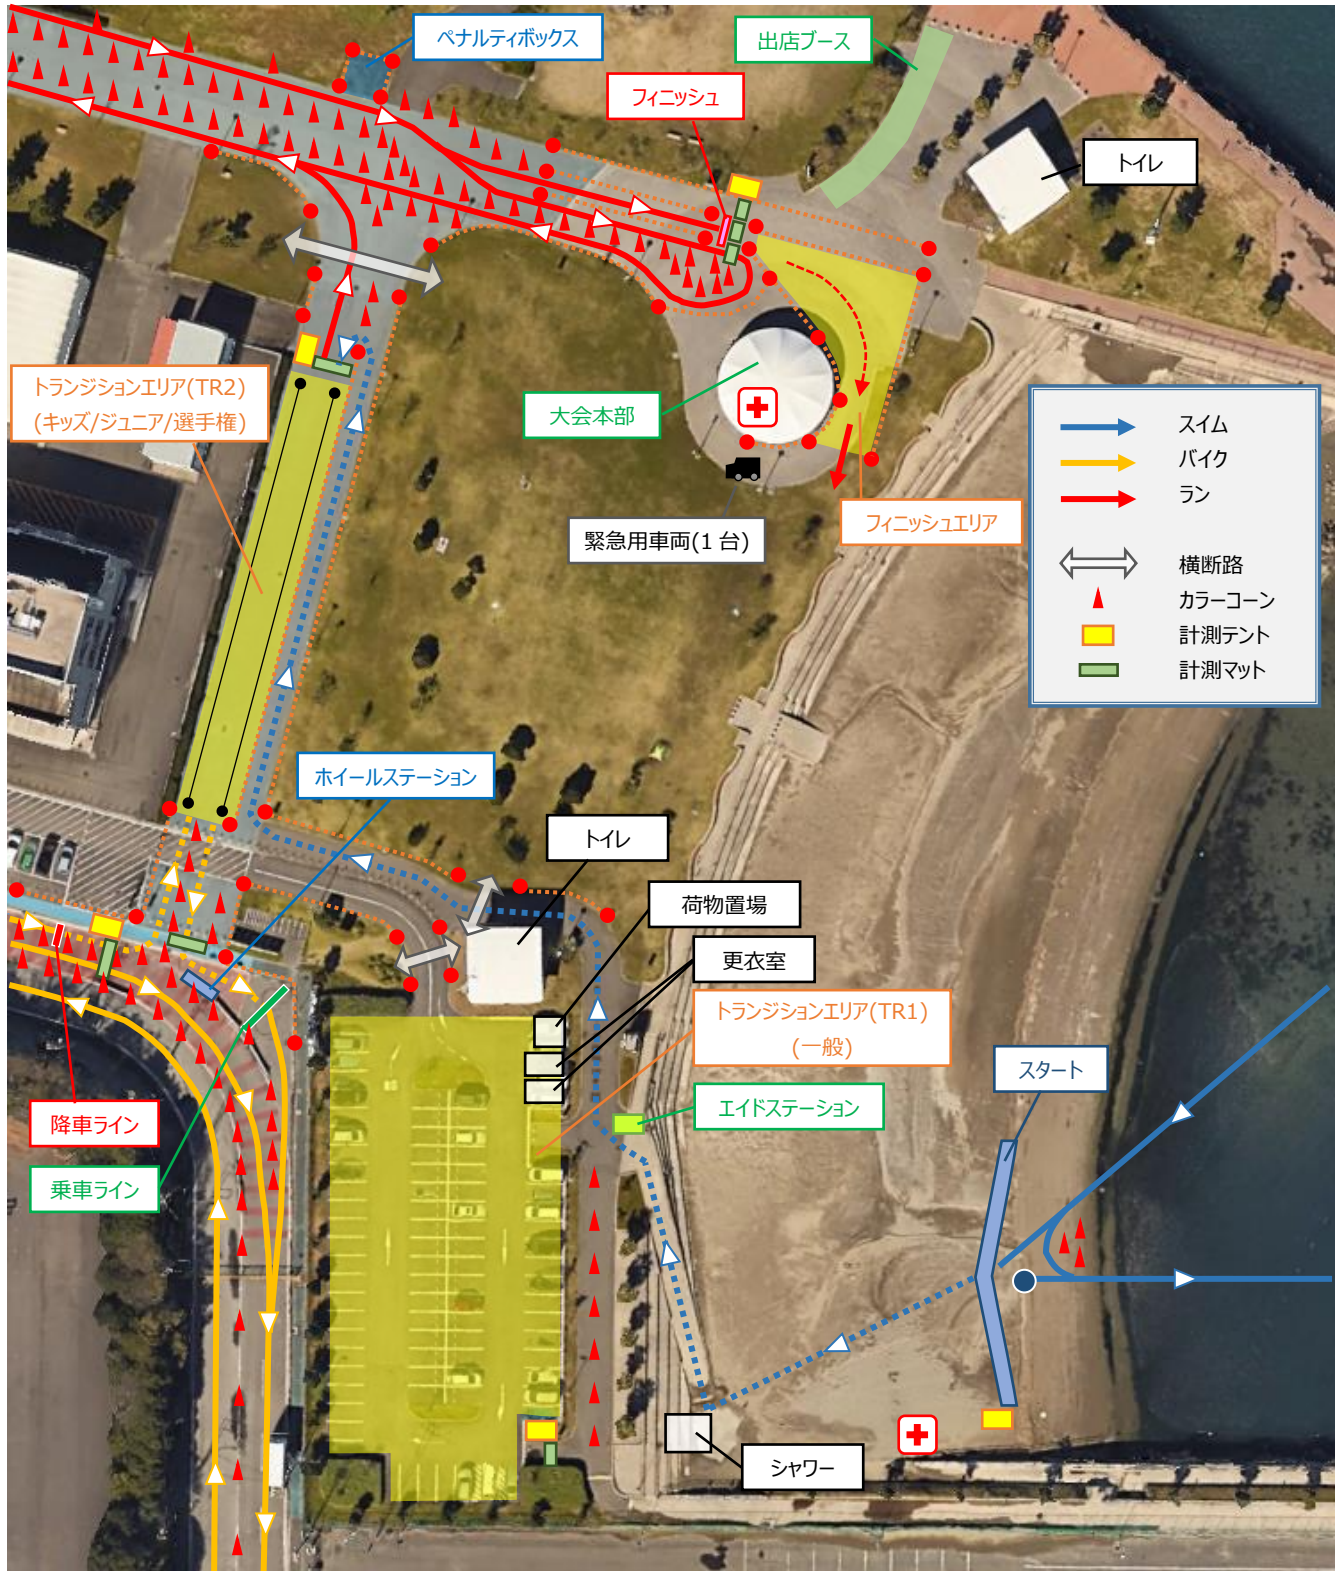 ペナルティボックス
出店ブース
フィニッシュ
トイレ
トランジションエリア(TR2)
(キッズ/ジュニア/選手権)
大会本部
緊急用車両(1台)
フィニッシュエリア
スイム
バイク
ラン
横断路
カラーコーン
計測テント
計測マット
ホイールステーション
トイレ
荷物置場
更衣室
トランジションエリア(TR1)
(一般)
スタート
エイドステーション
降車ライン
乗車ライン
シャワー